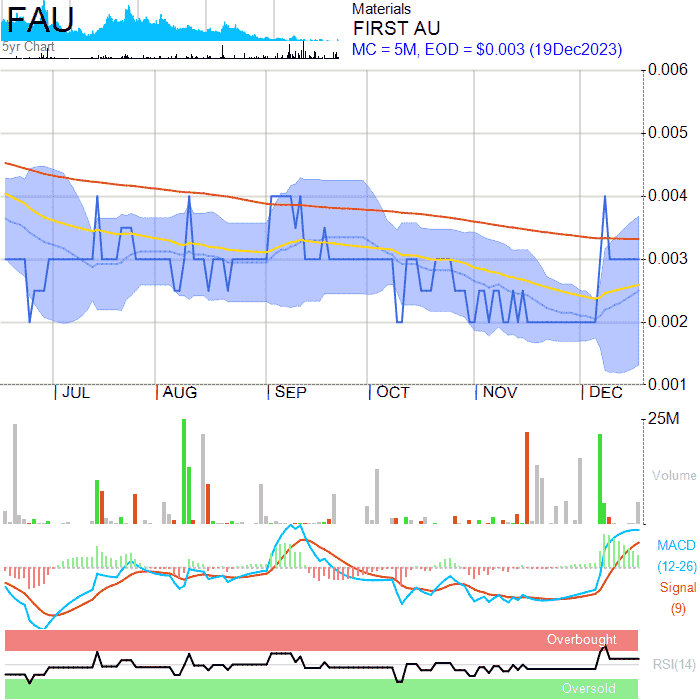 FAU
5yr Chart
Materials
FIRST AU
MC = 5M, EOD = $0.003 (19Dec2023)
0.006
0.005
0.004
0.003
0.002
0.001
JUL AUG SEP OCT NOV DEC
25M
Volume
MACD
(12-26)
Signal
(9)
Overbought
RSI(14)
Oversold